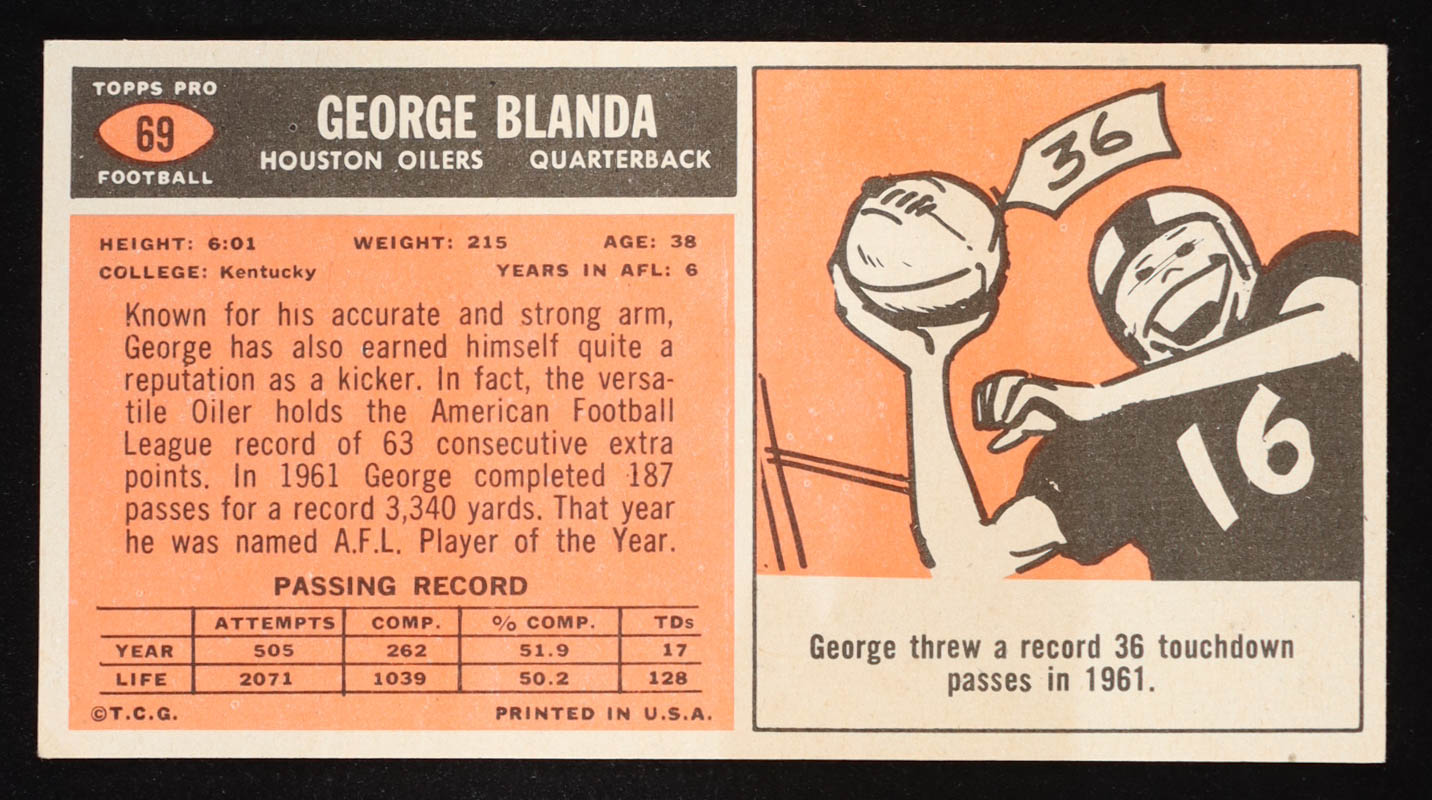 TOPPS PRO
69
FOOTBALL
GEORGE BLANDA
HOUSTON OILERS QUARTERBACK
HEIGHT: 6:01 WEIGHT: 215 AGE: 38
COLLEGE: Kentucky YEARS IN AFL: 6
Known for his accurate and strong arm,
George has also earned himself quite a
reputation as a kicker. In fact, the versa-
tile Oiler holds the American Football
League record of 63 consecutive extra
points. In 1961 George completed 187
passes for a record 3,340 yards. That year
he was named A.F.L. Player of the Year.
PASSING RECORD
ATTEMPTS COMP. % COMP. TDs
YEAR 505 262 51.9 17
LIFE 2071 1039 50.2 128
©T.C.G. PRINTED IN U.S.A.
36
16
George threw a record 36 touchdown
passes in 1961.